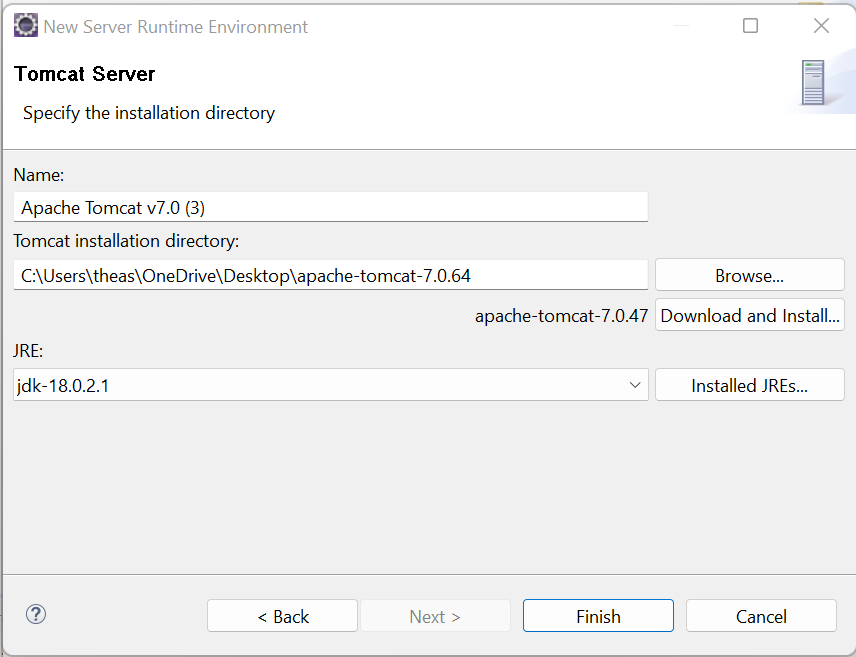 New Server Runtime Environment
Tomcat Server
Specify the installation directory
Name:
Apache Tomcat v7.0 (3)
Tomcat installation directory:
C:\Users\theas\OneDrive\Desktop\apache-tomcat-7.0.64
Browse...
apache-tomcat-7.0.47
Download and Install...
JRE:
jdk-18.0.2.1
Installed JREs...
?
< Back
Next >
Finish
Cancel